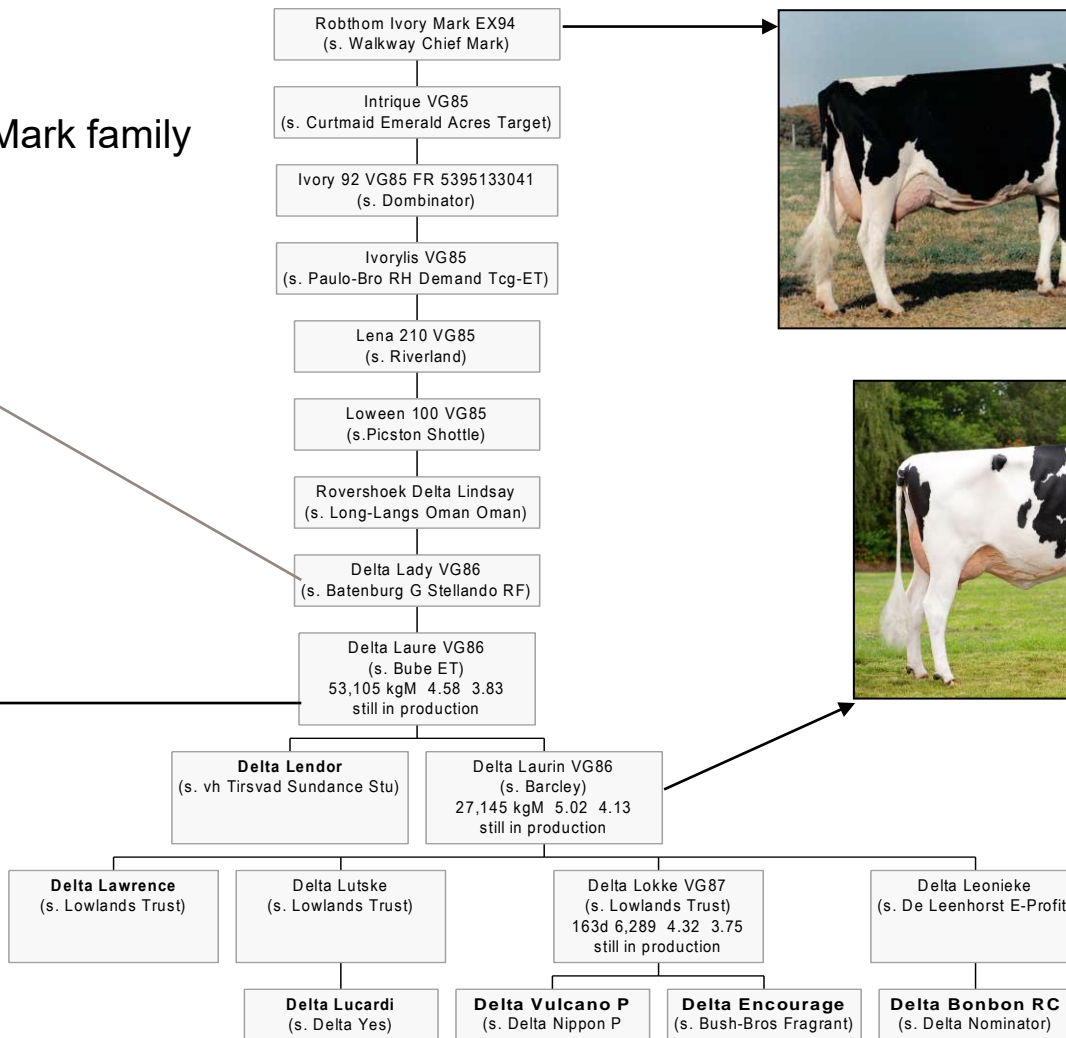 Robthom Ivory Mark EX94
(s. Walkway Chief Mark)
Mark family
Intrique VG85
(s. Curtmaid Emerald Acres Target)
Ivory 92 VG85 FR 5395133041
(s. Dombinator)
Ivorylis VG85
(s. Paulo-Bro RH Demand Tcg-ET)
Lena 210 VG85
(s. Riverland)
Loween 100 VG85
(s.Picston Shottle)
Rovershoek Delta Lindsay
(s. Long-Langs Oman Oman)
Delta Lady VG86
(s. Batenburg G Stellando RF)
Delta Laure VG86
(s. Bube ET)
53,105 kgM 4.58 3.83
still in production
Delta Lendor
(s. vh Tirsvad Sundance Stu)
Delta Laurin VG86
(s. Barcley)
27,145 kgM 5.02 4.13
still in production
Delta Lawrence
(s. Lowlands Trust)
Delta Lutske
(s. Lowlands Trust)
Delta Lokke VG87
(s. Lowlands Trust)
163d 6,289 4.32 3.75
still in production
Delta Leonieke
(s. De Leenhorst E-Profit
Delta Lucardi
(s. Delta Yes)
Delta Vulcano P
(s. Delta Nippon P
Delta Encourage
(s. Bush-Bros Fragrant)
Delta Bonbon RC
(s. Delta Nominator)